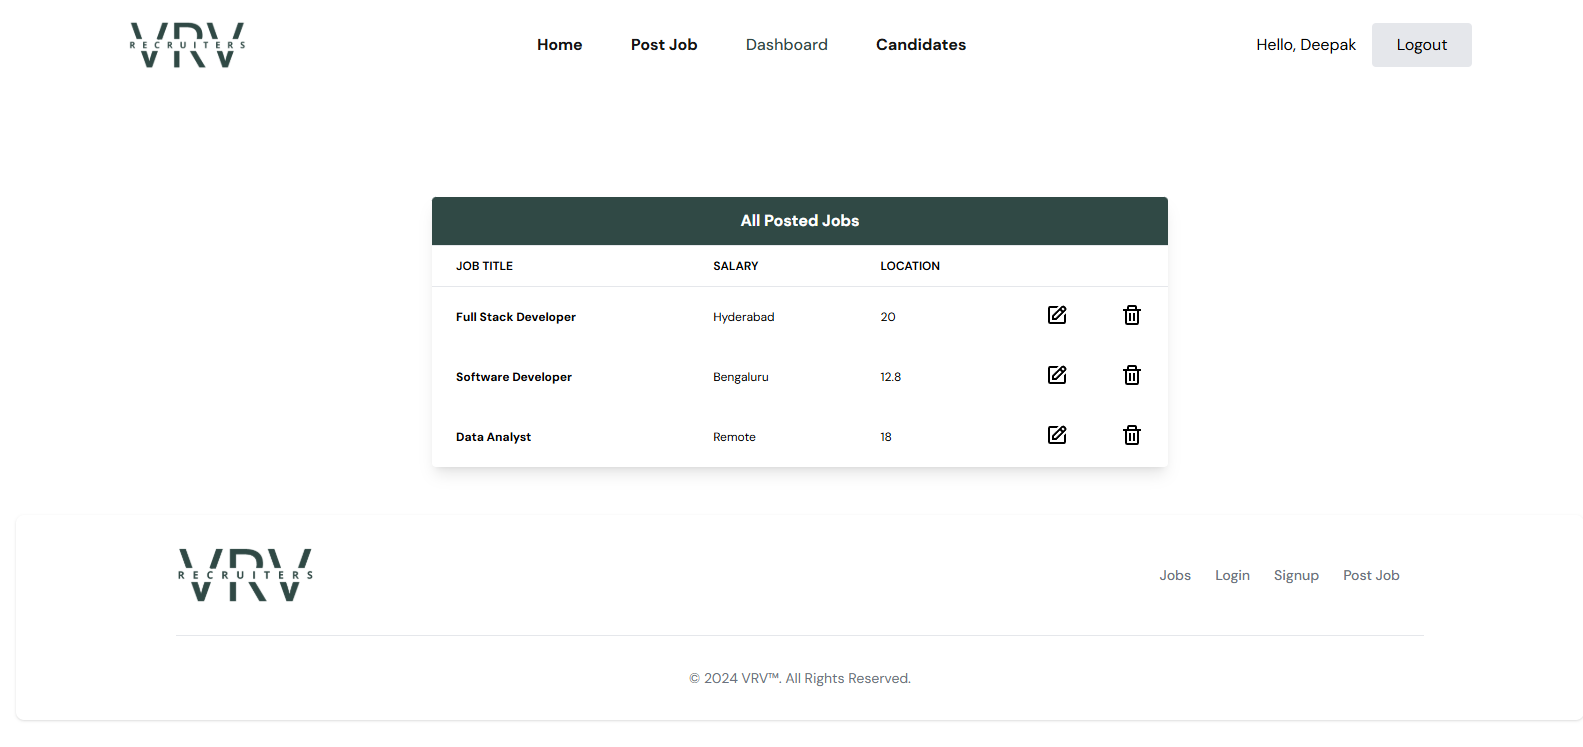 VRV
RECRUITERS
Home Post Job Dashboard Candidates Hello, Deepak Logout
All Posted Jobs
JOB TITLE SALARY LOCATION
Full Stack Developer Hyderabad 20
Software Developer Bengaluru 12.8
Data Analyst Remote 18
VRV
RECRUITERS
Jobs Login Signup Post Job
© 2024 VRV™. All Rights Reserved.